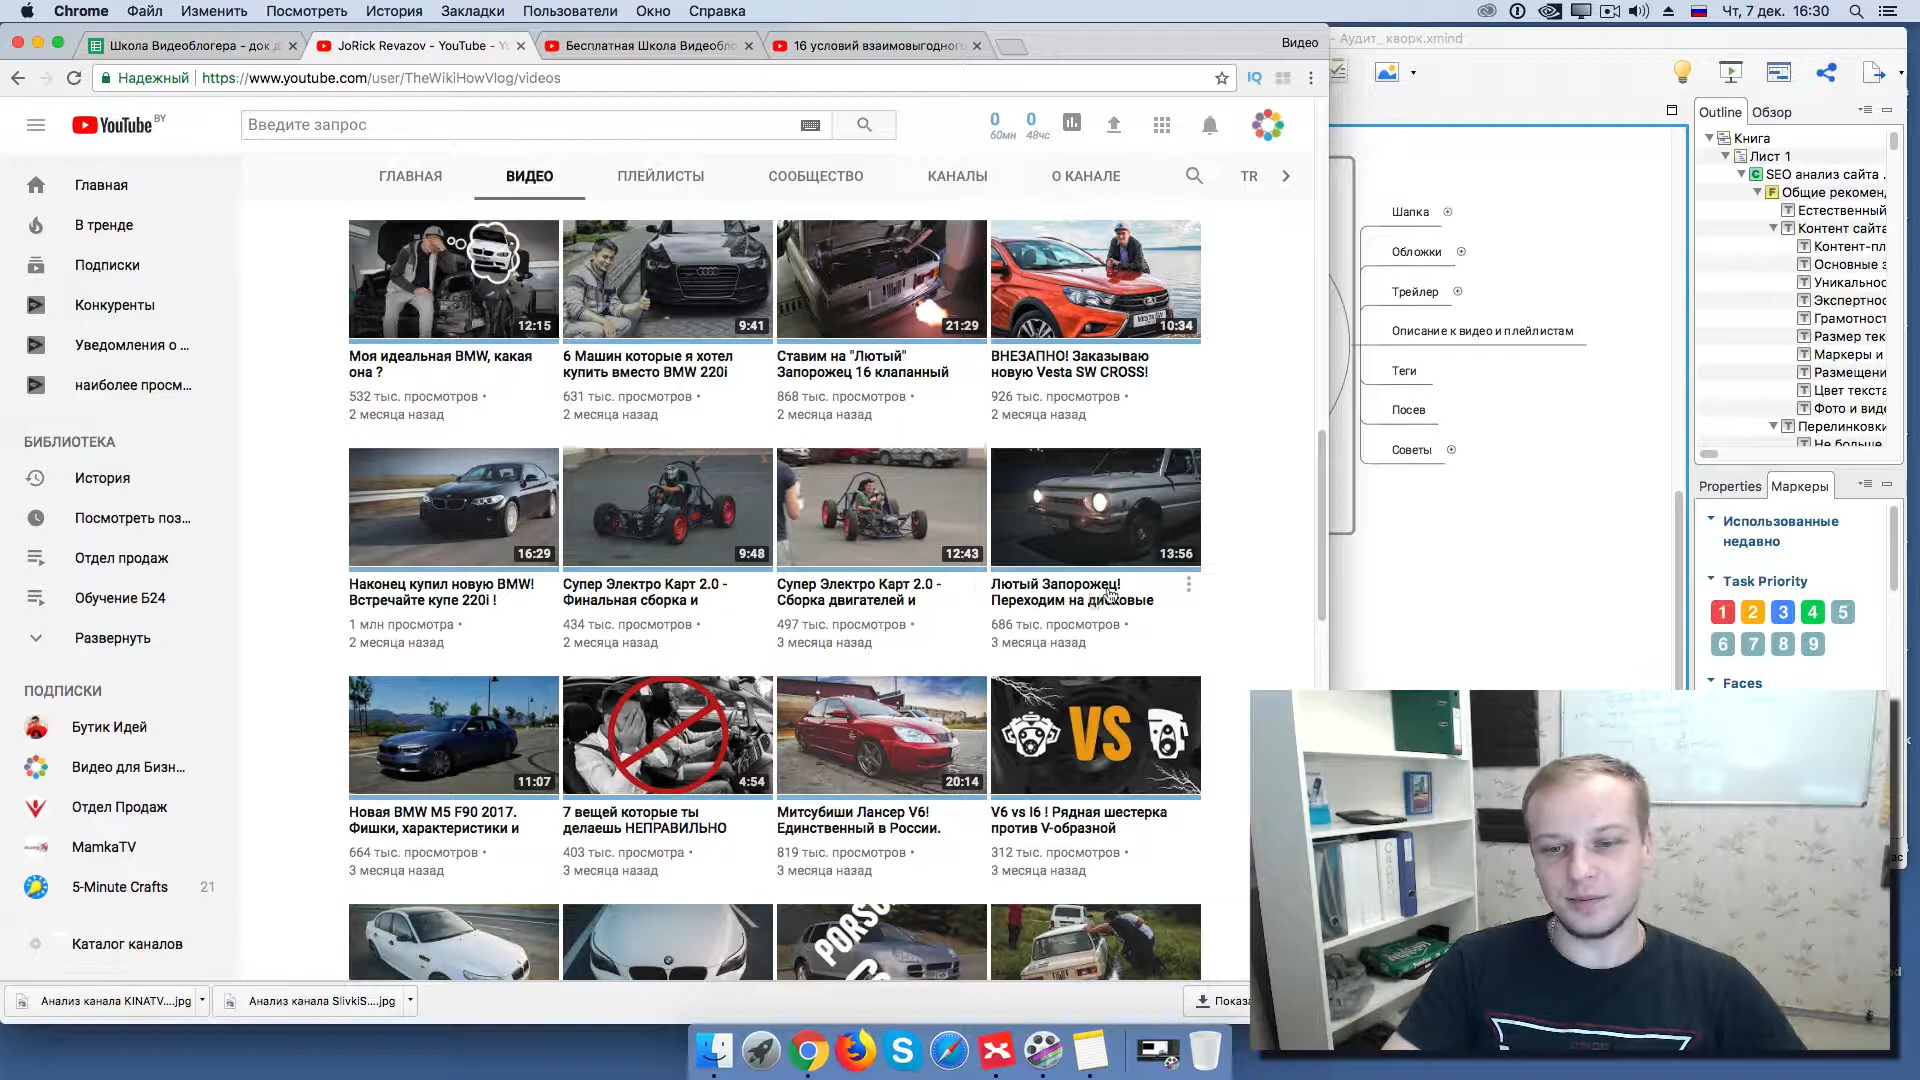 Chrome Файл Изменить Просмотреть История Закладки Пользователи Окно Справка
Чт, 7 дек. 16:30
Школа Видеоблогера - док д
JoRick Revazov - YouTube - Y
Бесплатная Школа Видеобло
16 условий взаимовыгодного
Видео
Аудит_кворк.xmind
Надежный https://www.youtube.com/user/TheWikiHowVlog/videos
YouTube BY
Введите запрос
0 60мн
0 48чс
ГЛАВНАЯ ВИДЕО ПЛЕЙЛИСТЫ СООБЩЕСТВО КАНАЛЫ О КАНАЛЕ TR
Главная
В тренде
Подписки
Конкуренты
Уведомления о ...
наиболее просм...
БИБЛИОТЕКА
История
Посмотреть поз...
Отдел продаж
Обучение Б24
Развернуть
ПОДПИСКИ
Бутик Идей
Видео для Бизн...
Отдел Продаж
MamkaTV
5-Minute Crafts 21
Каталог каналов
12:15
9:41
21:29
10:34
Моя идеальная BMW, какая
она ?
532 тыс. просмотров •
2 месяца назад
6 Машин которые я хотел
купить вместо BMW 220i
631 тыс. просмотров •
2 месяца назад
Ставим на "Лютый"
Запорожец 16 клапанный
868 тыс. просмотров •
2 месяца назад
ВНЕЗАПНО! Заказываю
новую Vesta SW CROSS!
926 тыс. просмотров •
2 месяца назад
16:29
9:48
12:43
13:56
Наконец купил новую BMW!
Встречайте купе 220i !
1 млн просмотра •
2 месяца назад
Супер Электро Карт 2.0 -
Финальная сборка и
434 тыс. просмотров •
2 месяца назад
Супер Электро Карт 2.0 -
Сборка двигателей и
497 тыс. просмотров •
3 месяца назад
Лютый Запорожец!
Переходим на дисковые
686 тыс. просмотров •
3 месяца назад
11:07
4:54
20:14
VS
Новая BMW M5 F90 2017.
Фишки, характеристики и
664 тыс. просмотров •
3 месяца назад
7 вещей которые ты
делаешь НЕПРАВИЛЬНО
403 тыс. просмотра •
3 месяца назад
Митсубиши Лансер V6!
Единственный в России.
819 тыс. просмотров •
3 месяца назад
V6 vs I6 ! Рядная шестерка
против V-образной
312 тыс. просмотров •
3 месяца назад
PORS
Анализ канала KINATV....jpg
Анализ канала SlivkiS....jpg
Показа
Шапка
Обложки
Трейлер
Описание к видео и плейлистам
Теги
Посев
Советы
Outline Обзор
Книга
Лист 1
SEO анализ сайта .
Общие рекомен,
Естественный
Контент сайта
Контент-пл
Основные з
Уникальнос
Экспертнос
Грамотност
Размер тек
Маркеры и
Размещени
Цвет текста
Фото и виде
Перелинковки
Не больше
Properties Маркеры
Использованные
недавно
Task Priority
1 2 3 4 5
6 7 8 9
Faces